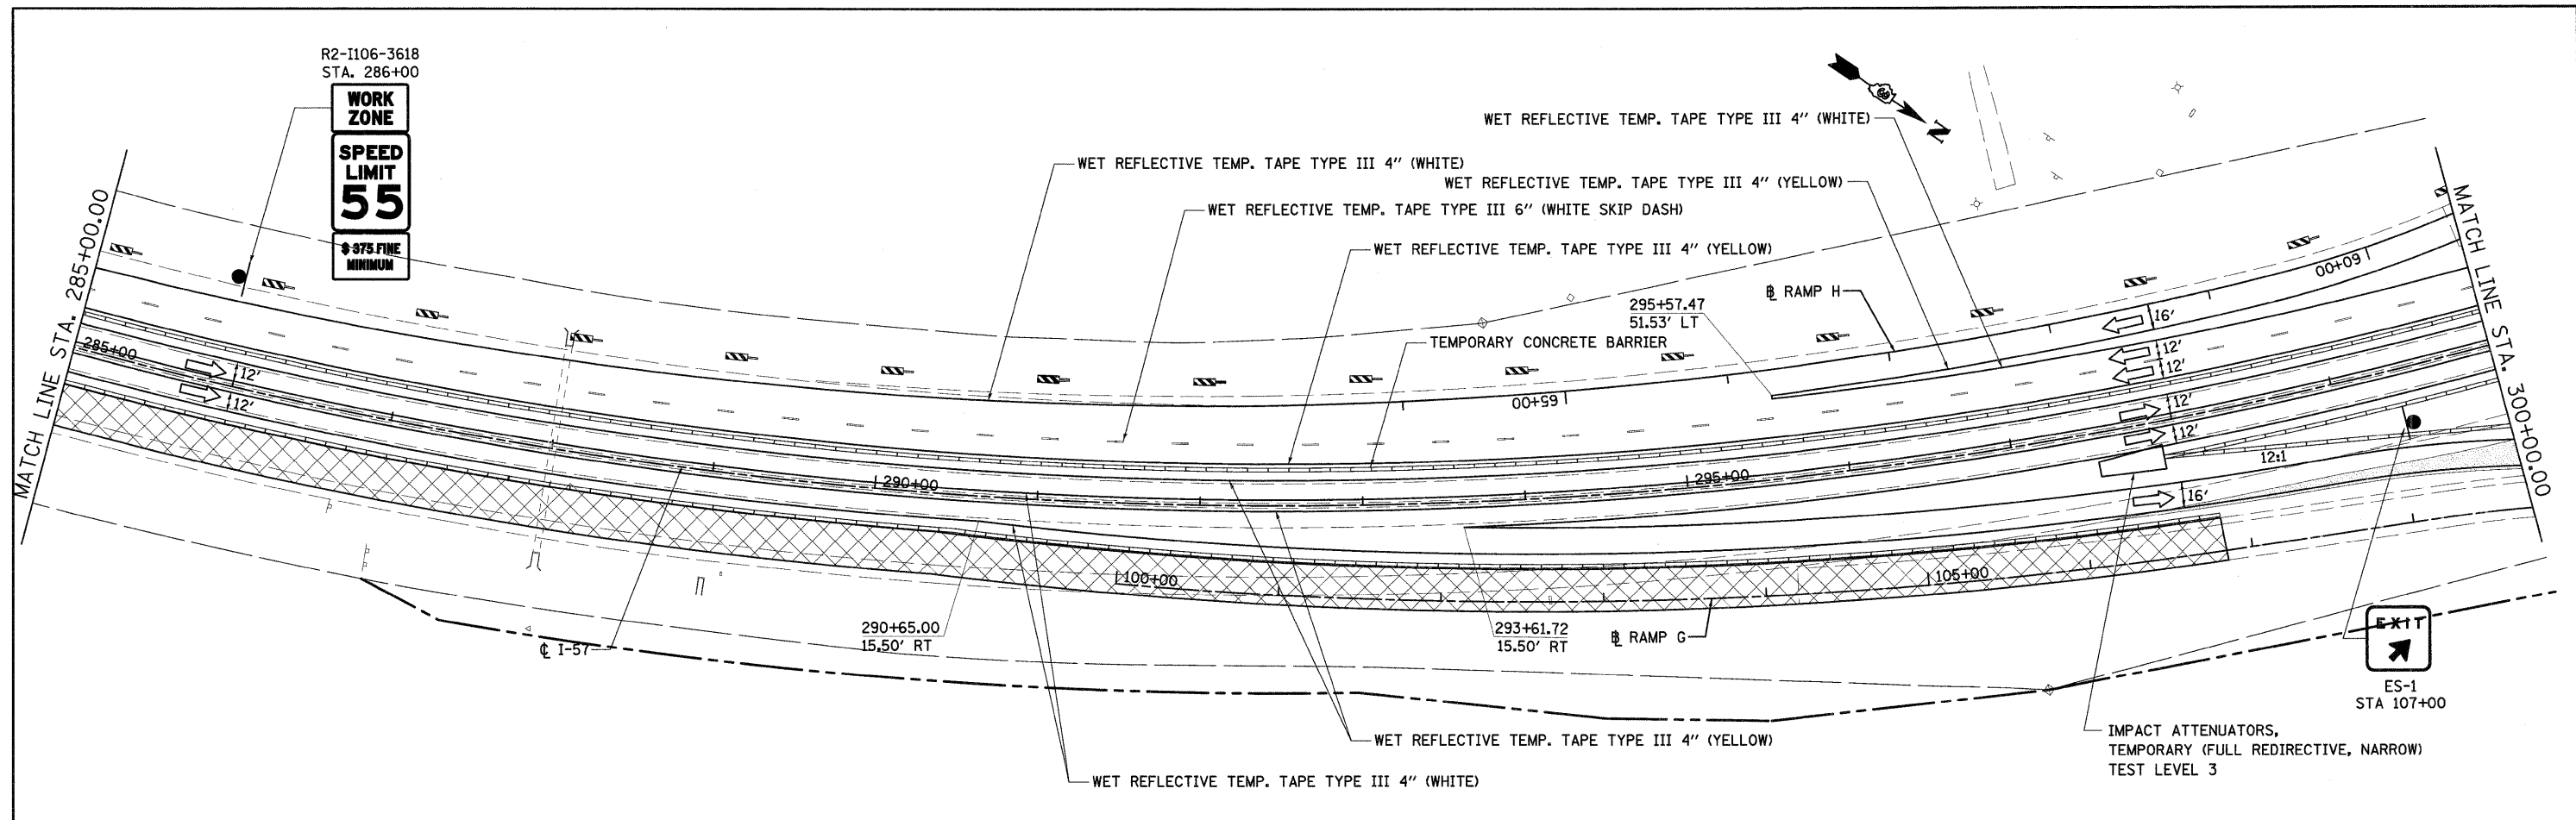 R2-I106-3618
STA. 286+00
WORK
ZONE
SPEED
LIMIT
55
$ 375 FINE
MINIMUM
N
WET REFLECTIVE TEMP. TAPE TYPE III 4" (WHITE)
WET REFLECTIVE TEMP. TAPE TYPE III 4" (WHITE)
WET REFLECTIVE TEMP. TAPE TYPE III 4" (YELLOW)
WET REFLECTIVE TEMP. TAPE TYPE III 6" (WHITE SKIP DASH)
WET REFLECTIVE TEMP. TAPE TYPE III 4" (YELLOW)
MATCH LINE STA. 285+00.00
MATCH LINE STA. 300+00.00
60+00
℄ RAMP H
295+57.47
51.53' LT
16'
TEMPORARY CONCRETE BARRIER
285+00
12'
12'
12'
12'
65+00
12'
12'
12:1
290+00
295+00
16'
100+00
105+00
290+65.00
15.50' RT
293+61.72
15.50' RT
℄ RAMP G
℄ I-57
EXIT
ES-1
STA 107+00
WET REFLECTIVE TEMP. TAPE TYPE III 4" (YELLOW)
WET REFLECTIVE TEMP. TAPE TYPE III 4" (WHITE)
IMPACT ATTENUATORS,
TEMPORARY (FULL REDIRECTIVE, NARROW)
TEST LEVEL 3